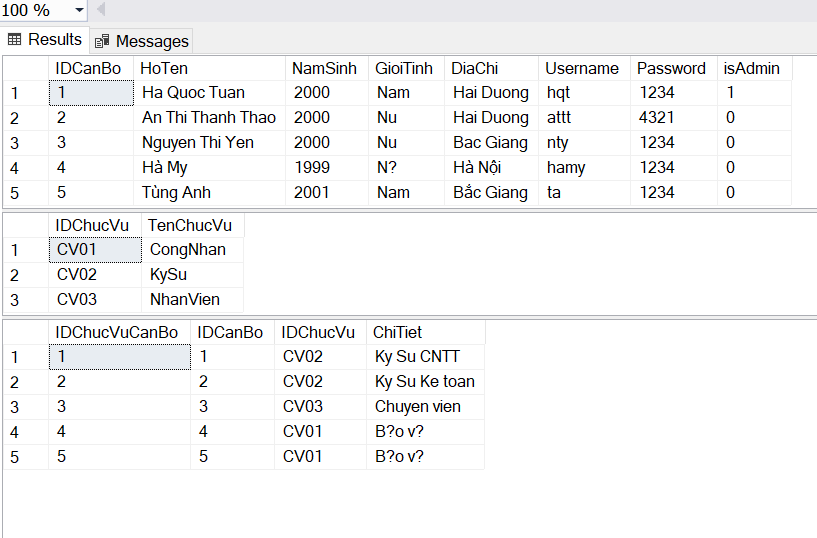 100 %
Results Messages
IDCanBo HoTen NamSinh GioiTinh DiaChi Username Password isAdmin
1 1 Ha Quoc Tuan 2000 Nam Hai Duong hqt 1234 1
2 2 An Thi Thanh Thao 2000 Nu Hai Duong attt 4321 0
3 3 Nguyen Thi Yen 2000 Nu Bac Giang nty 1234 0
4 4 Hà My 1999 N? Hà Nội hamy 1234 0
5 5 Tùng Anh 2001 Nam Bắc Giang ta 1234 0
IDChucVu TenChucVu
1 CV01 CongNhan
2 CV02 KySu
3 CV03 NhanVien
IDChucVuCanBo IDCanBo IDChucVu ChiTiet
1 1 1 CV02 Ky Su CNTT
2 2 2 CV02 Ky Su Ke toan
3 3 3 CV03 Chuyen vien
4 4 4 CV01 B?o v?
5 5 5 CV01 B?o v?